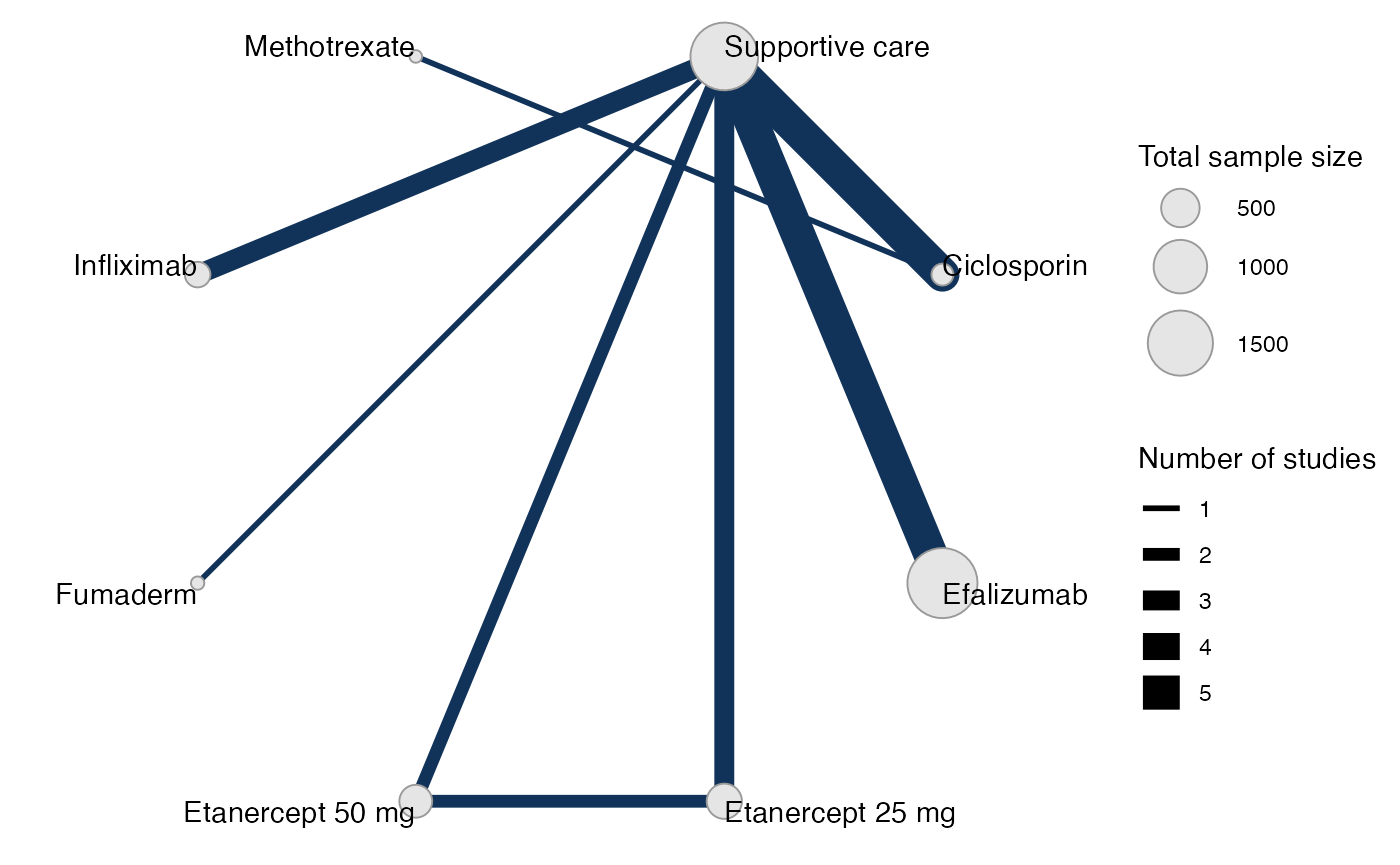 Methotrexate
Supportive care
Infliximab
Ciclosporin
Fumaderm
Efalizumab
Etanercept 50 mg
Etanercept 25 mg
Total sample size
500
1000
1500
Number of studies
1
2
3
4
5